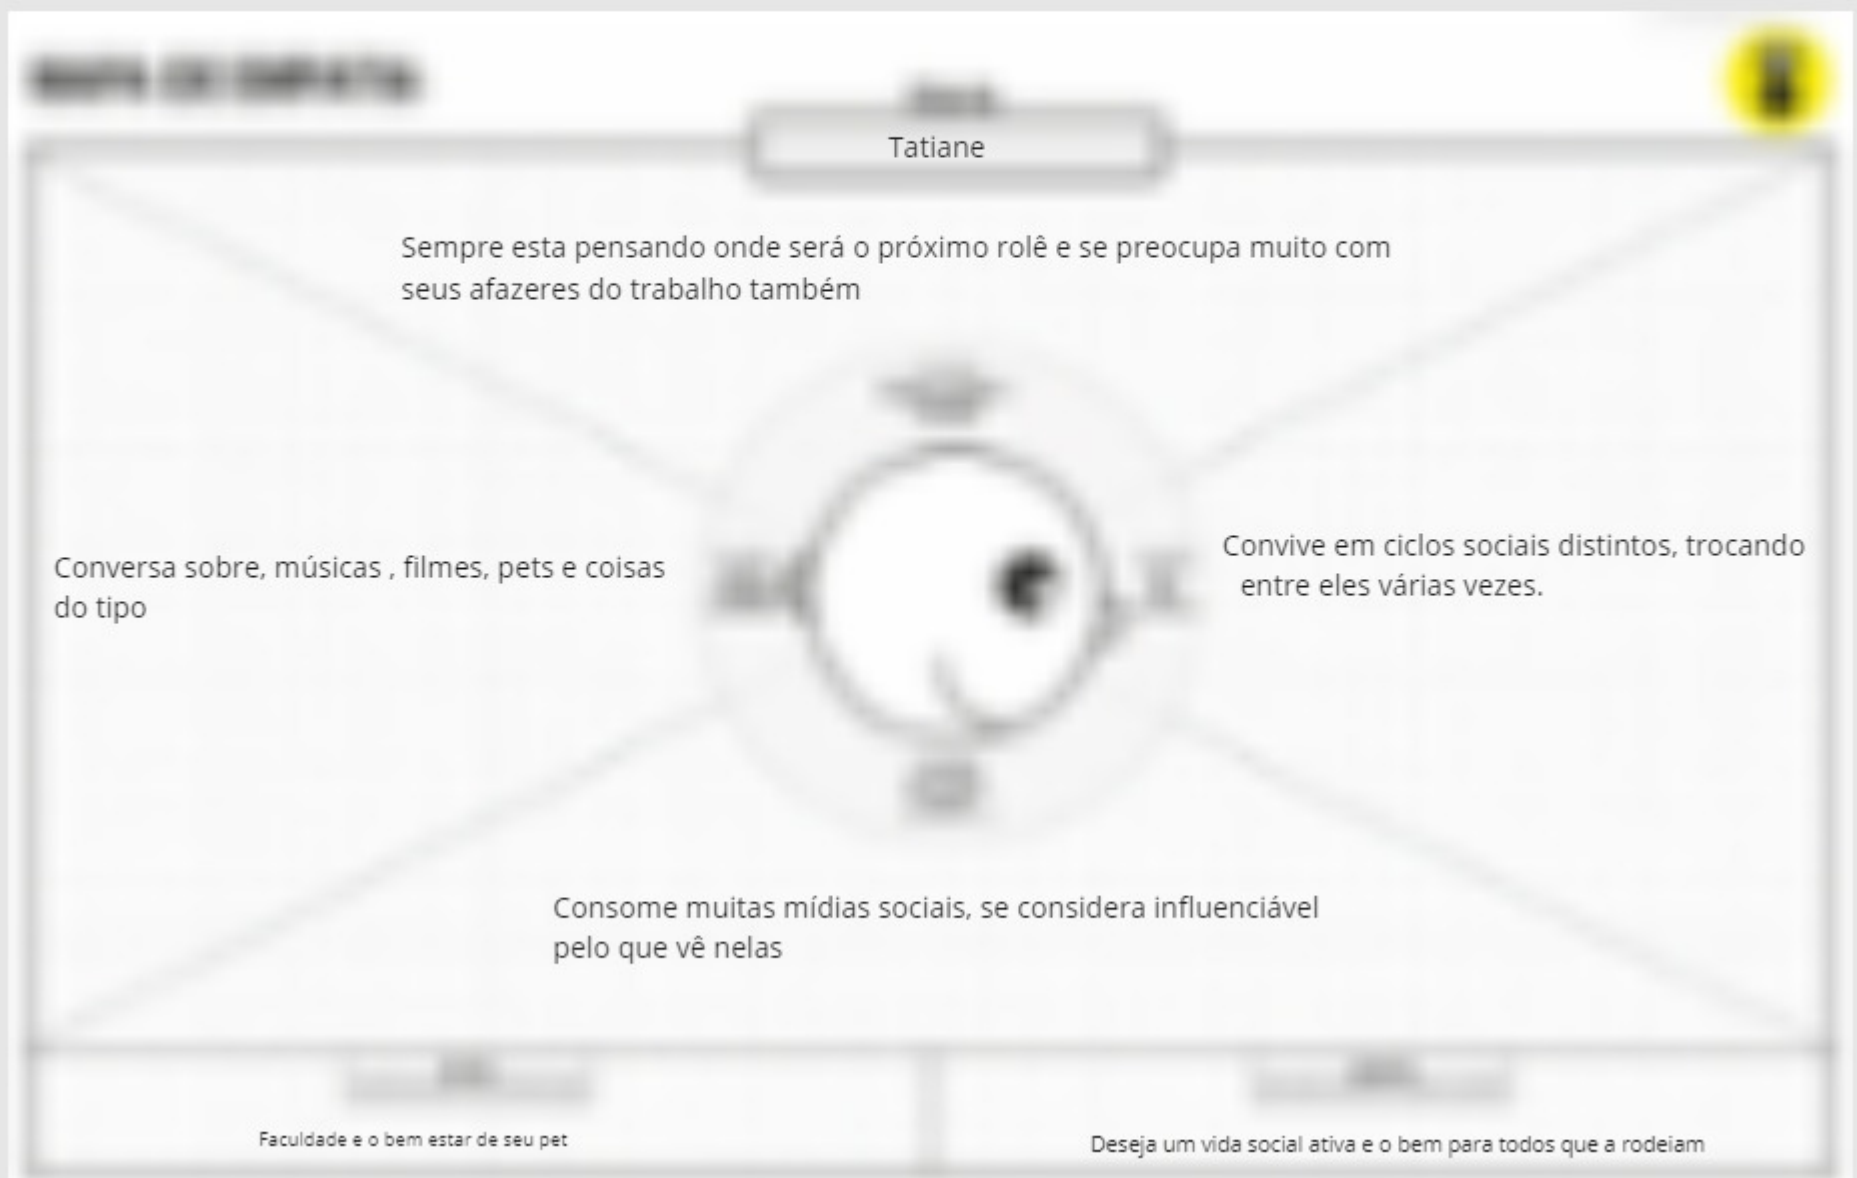 Tatiane
Sempre esta pensando onde será o próximo rolê e se preocupa muito com
seus afazeres do trabalho também
Conversa sobre, músicas , filmes, pets e coisas
do tipo
Convive em ciclos sociais distintos, trocando
entre eles várias vezes.
Consome muitas mídias sociais, se considera influenciável
pelo que vê nelas
Faculdade e o bem estar de seu pet
Deseja um vida social ativa e o bem para todos que a rodeiam